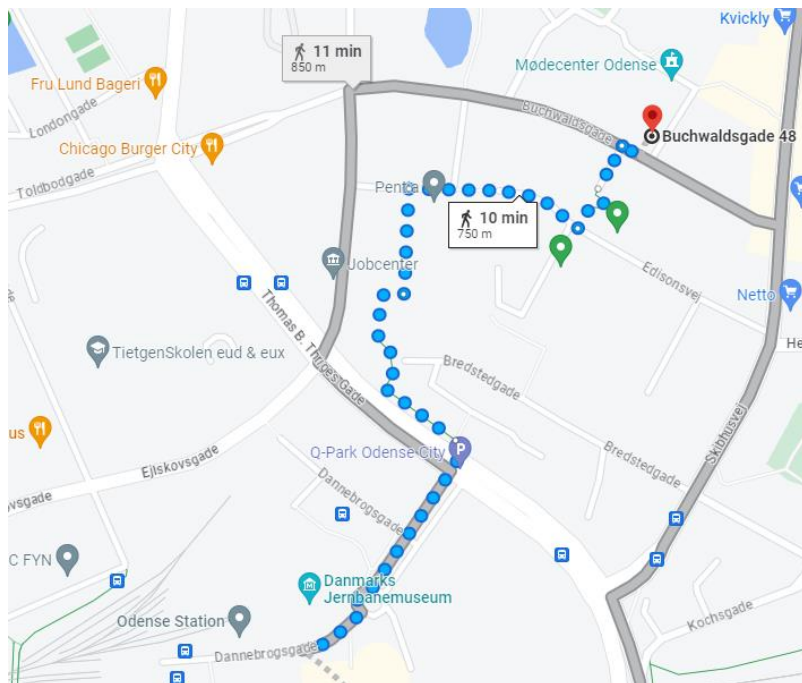 Kvickly
11 min
850 m
Mødecenter Odense
Fru Lund Bageri
Buchwaldsgade
Londongade
Buchwaldsgade 48
Chicago Burger City
Toldbodgade
Penta
10 min
750 m
Jobcenter
Edisonsvej
Netto
Thomas B. Thriges Gade
He
TietgenSkolen eud & eux
Bredstedgade
us
Skibhusvej
Q-Park Odense City
P
Bredstedgade
Ejlskovsgade
Dannebrogsgade
vsgade
C FYN
Danmarks
Jernbanemuseum
Odense Station
Kochsgade
Dannebrogsgade